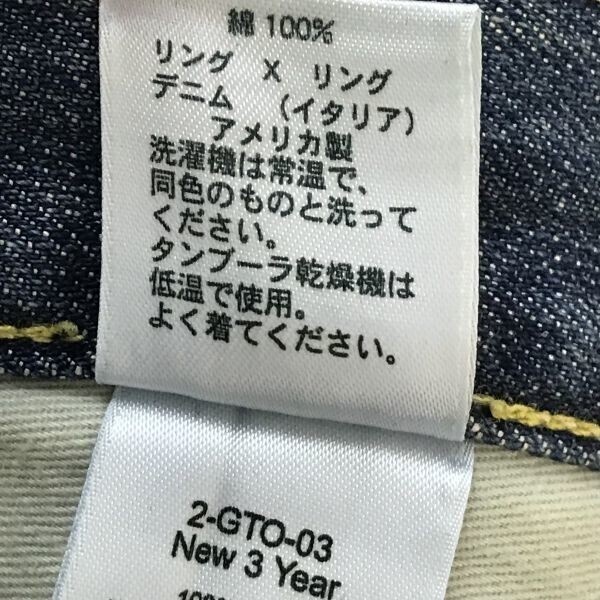 綿 100%
リング X リング
デニム （イタリア）
アメリカ製
洗濯機は常温で、
同色のものと洗って
ください。
タンブーラ乾燥機は
低温で使用。
よく着てください。
2-GTO-03
New 3 Year